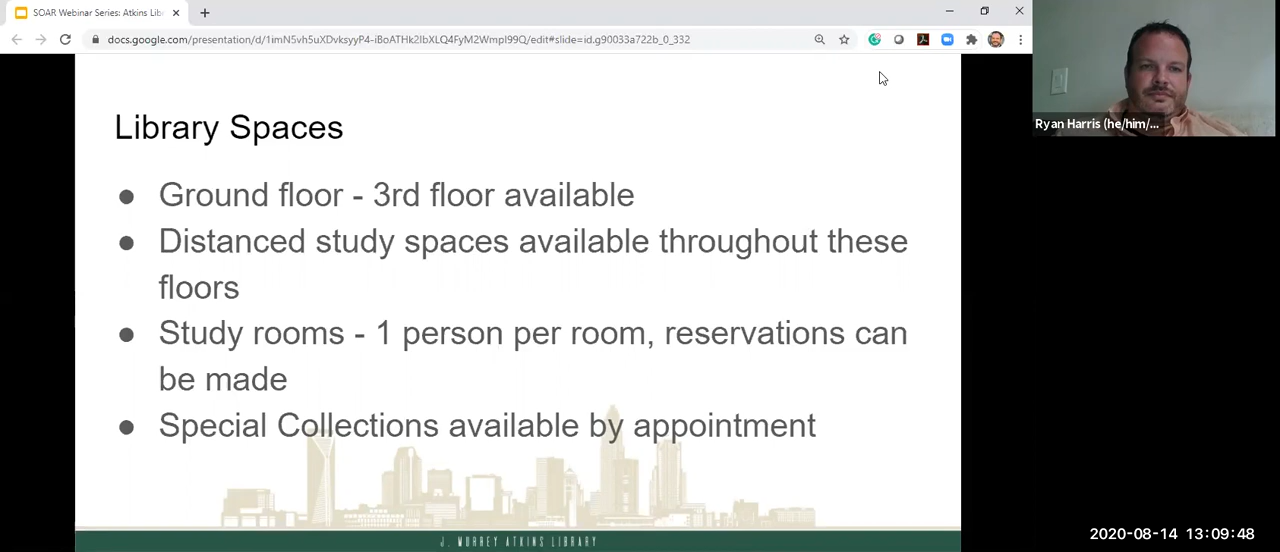 SOAR Webinar Series: Atkins Lib
docs.google.com/presentation/d/1imN5vh5uXDvksyyP4-iBoATHk2IbXLQ4FyM2WmpI99Q/edit#slide=id.g90033a722b_0_332
Ryan Harris (he/him/...
Library Spaces
● Ground floor - 3rd floor available
● Distanced study spaces available throughout these
floors
● Study rooms - 1 person per room, reservations can
be made
● Special Collections available by appointment
J. MURREY ATKINS LIBRARY
2020-08-14 13:09:48